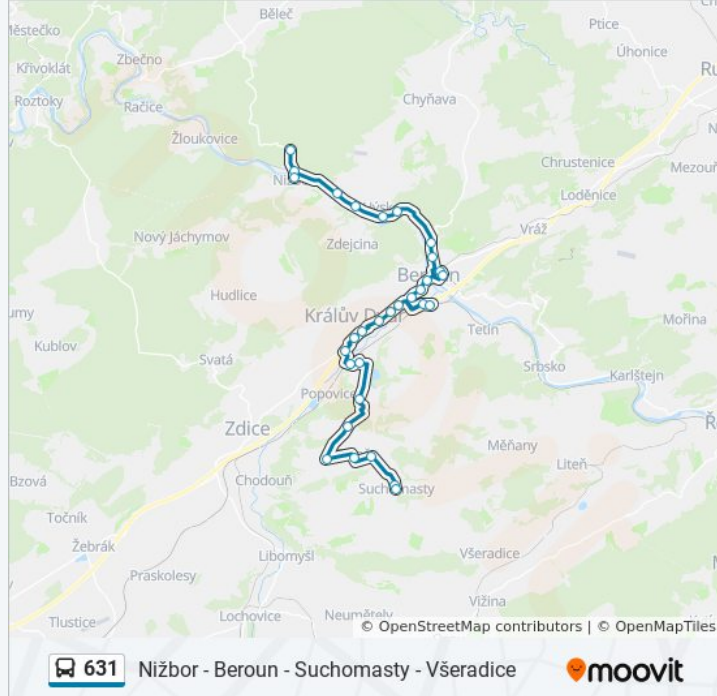 Běleč
Městečko
Ptice
Zbečno
Úhonice
Křivoklát
Roztoky
Račice
Chyňava
Žloukovice
Chrustenice
Mezouň
Loděnice
Nový Jáchymov
Zdejcina
Vráž
Hudlice
Králův Dvůr
Tetín
Mořina
Kublov
Svatá
Srbsko
Karlštejn
Popovice
Zdice
Měňany
Liteň
Bzová
Chodouň
Suchomasty
Točník
Žebrák
Libomyšl
Všeradice
Praskolesy
Vižina
Tlustice
Lochovice
Neumětely
© OpenStreetMap contributors | © OpenMapTiles
631 Nižbor - Beroun - Suchomasty - Všeradice moovit